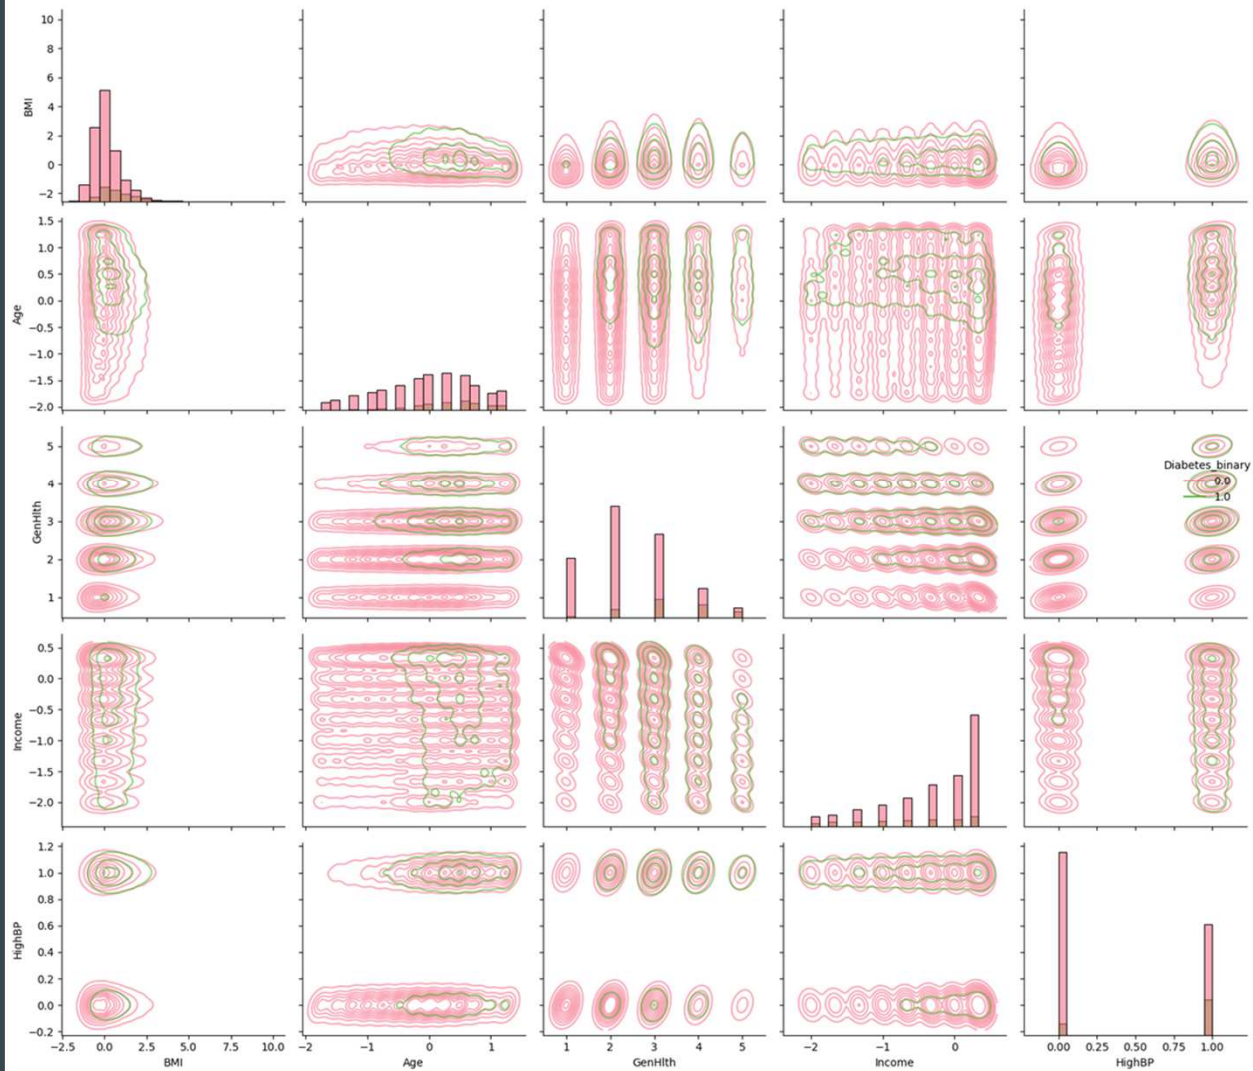 10
8
6
4
2
0
−2
BMI
1.5
1.0
0.5
0.0
−0.5
−1.0
−1.5
−2.0
Age
5
4
3
2
1
GenHlth
Diabetes_binary
0.0
1.0
0.5
0.0
−0.5
−1.0
−1.5
−2.0
Income
1.2
1.0
0.8
0.6
0.4
0.2
0.0
−0.2
HighBP
−2.5 0.0 2.5 5.0 7.5 10.0
BMI
−2 −1 0 1
Age
1 2 3 4 5
GenHlth
−2 −1 0
Income
0.00 0.25 0.50 0.75 1.00
HighBP